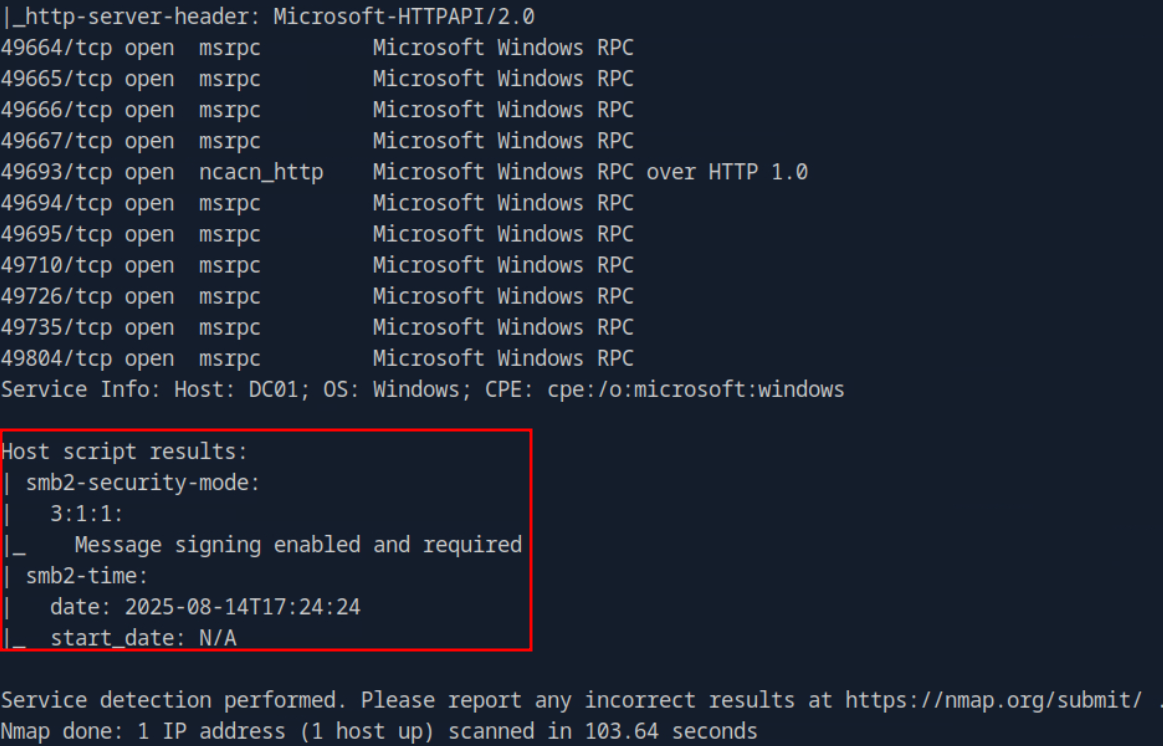 |_http-server-header: Microsoft-HTTPAPI/2.0
49664/tcp open  msrpc         Microsoft Windows RPC
49665/tcp open  msrpc         Microsoft Windows RPC
49666/tcp open  msrpc         Microsoft Windows RPC
49667/tcp open  msrpc         Microsoft Windows RPC
49693/tcp open  ncacn_http    Microsoft Windows RPC over HTTP 1.0
49694/tcp open  msrpc         Microsoft Windows RPC
49695/tcp open  msrpc         Microsoft Windows RPC
49710/tcp open  msrpc         Microsoft Windows RPC
49726/tcp open  msrpc         Microsoft Windows RPC
49735/tcp open  msrpc         Microsoft Windows RPC
49804/tcp open  msrpc         Microsoft Windows RPC
Service Info: Host: DC01; OS: Windows; CPE: cpe:/o:microsoft:windows
Host script results:
| smb2-security-mode:
|   3:1:1:
|_    Message signing enabled and required
| smb2-time:
|   date: 2025-08-14T17:24:24
|_  start_date: N/A
Service detection performed. Please report any incorrect results at https://nmap.org/submit/ .
Nmap done: 1 IP address (1 host up) scanned in 103.64 seconds